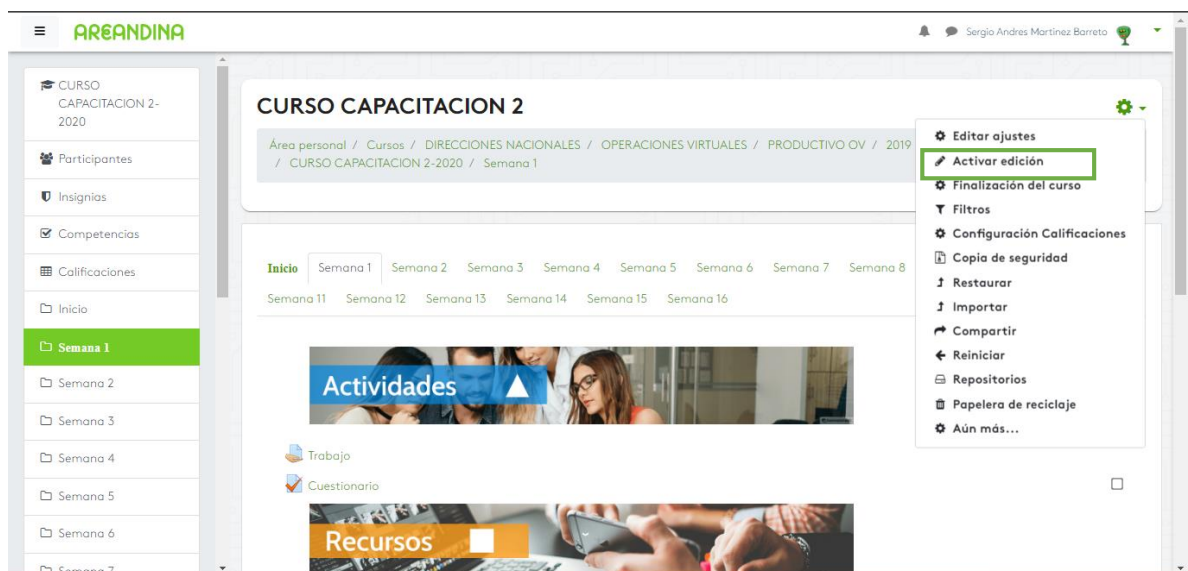 AREANDINA
Sergio Andres Martinez Barreto
CURSO
CAPACITACION 2-
2020
Participantes
Insignias
Competencias
Calificaciones
Inicio
Semana 1
Semana 2
Semana 3
Semana 4
Semana 5
Semana 6
Semana 7
CURSO CAPACITACION 2
Área personal / Cursos / DIRECCIONES NACIONALES / OPERACIONES VIRTUALES / PRODUCTIVO OV / 2019
/ CURSO CAPACITACION 2-2020 / Semana 1
Editar ajustes
Activar edición
Finalización del curso
Filtros
Configuración Calificaciones
Copia de seguridad
Restaurar
Importar
Compartir
Reiniciar
Repositorios
Papelera de reciclaje
Aún más...
Inicio Semana 1 Semana 2 Semana 3 Semana 4 Semana 5 Semana 6 Semana 7 Semana 8
Semana 11 Semana 12 Semana 13 Semana 14 Semana 15 Semana 16
Actividades
Trabajo
Cuestionario
Recursos